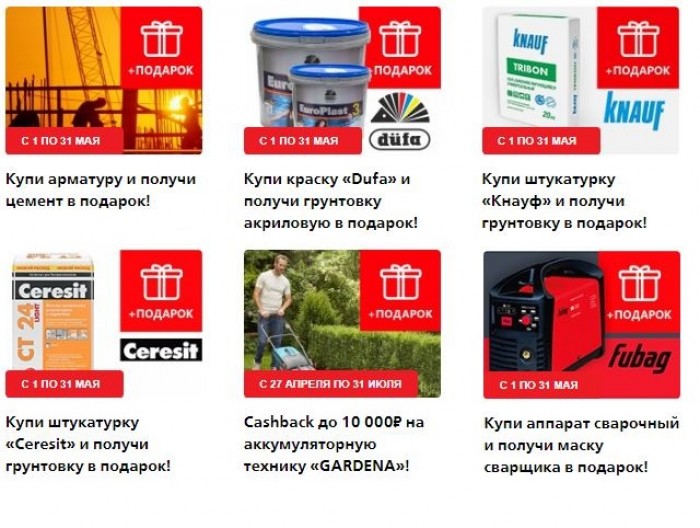 +ПОДАРОК
С 1 ПО 31 МАЯ
Купи арматуру и получи
цемент в подарок!
+ПОДАРОК
EuroPlast 3
düfa
С 1 ПО 31 МАЯ
Купи краску «Dufa» и
получи грунтовку
акриловую в подарок!
KNAUF
TRIBON
20
+ПОДАРОК
KNAUF
С 1 ПО 31 МАЯ
Купи штукатурку
«Кнауф» и получи
грунтовку в подарок!
Ceresit
CT 24
LIGHT
+ПОДАРОК
Ceresit
С 1 ПО 31 МАЯ
Купи штукатурку
«Ceresit» и получи
грунтовку в подарок!
+ПОДАРОК
С 27 АПРЕЛЯ ПО 31 ИЮЛЯ
Cashback до 10 000₽ на
аккумуляторную
технику «GARDENA»!
+ПОДАРОК
Fubag
С 1 ПО 31 МАЯ
Купи аппарат сварочный
и получи маску
сварщика в подарок!